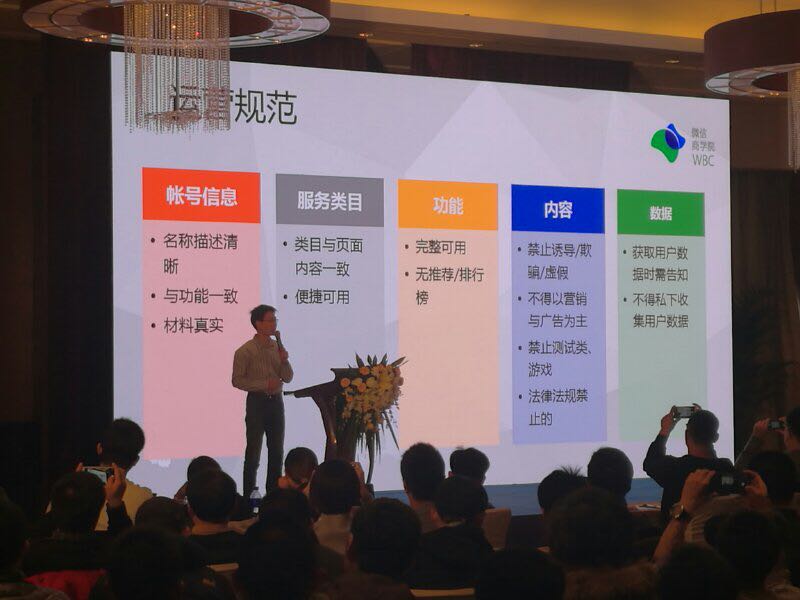 运营规范
微信
商学院
WBC
帐号信息
• 名称描述清
晰
• 与功能一致
• 材料真实
服务类目
• 类目与页面
内容一致
• 便捷可用
功能
• 完整可用
• 无推荐/排行
榜
内容
• 禁止诱导/欺
骗/虚假
• 不得以营销
与广告为主
• 禁止测试类、
游戏
• 法律法规禁
止的
数据
• 获取用户数
据时需告知
• 不得私下收
集用户数据